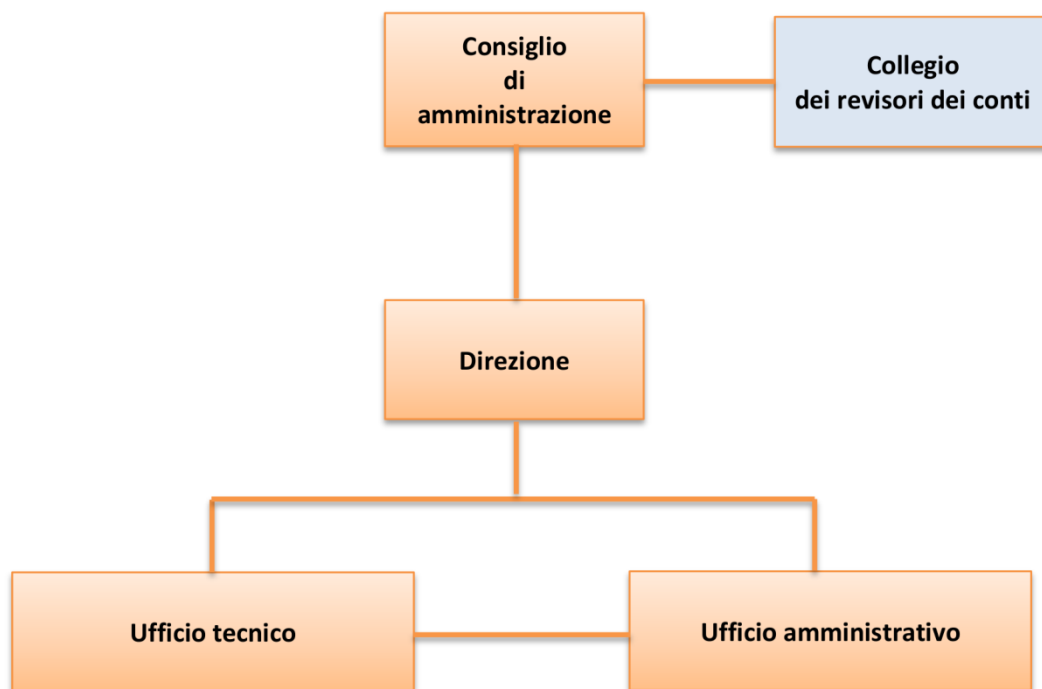 Consiglio
di
amministrazione
Collegio
dei revisori dei conti
Direzione
Ufficio tecnico
Ufficio amministrativo